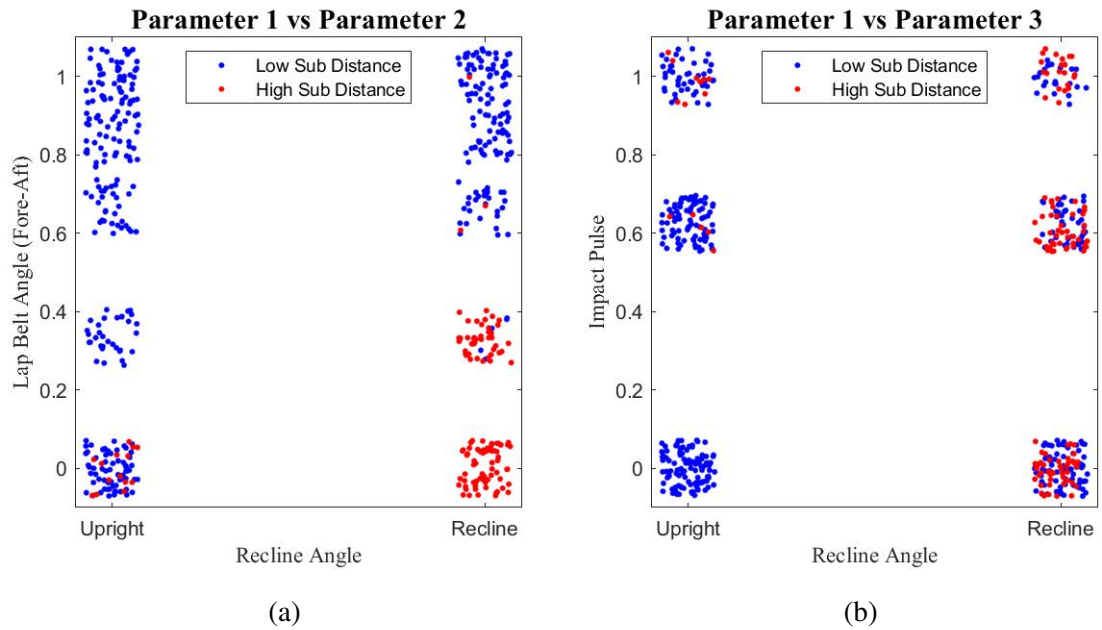 Parameter 1 vs Parameter 2
Low Sub Distance
High Sub Distance
Lap Belt Angle (Fore-Aft)
1
0.8
0.6
0.4
0.2
0
Upright
Recline
Recline Angle
(a)
Parameter 1 vs Parameter 3
Low Sub Distance
High Sub Distance
Impact Pulse
1
0.8
0.6
0.4
0.2
0
Upright
Recline
Recline Angle
(b)